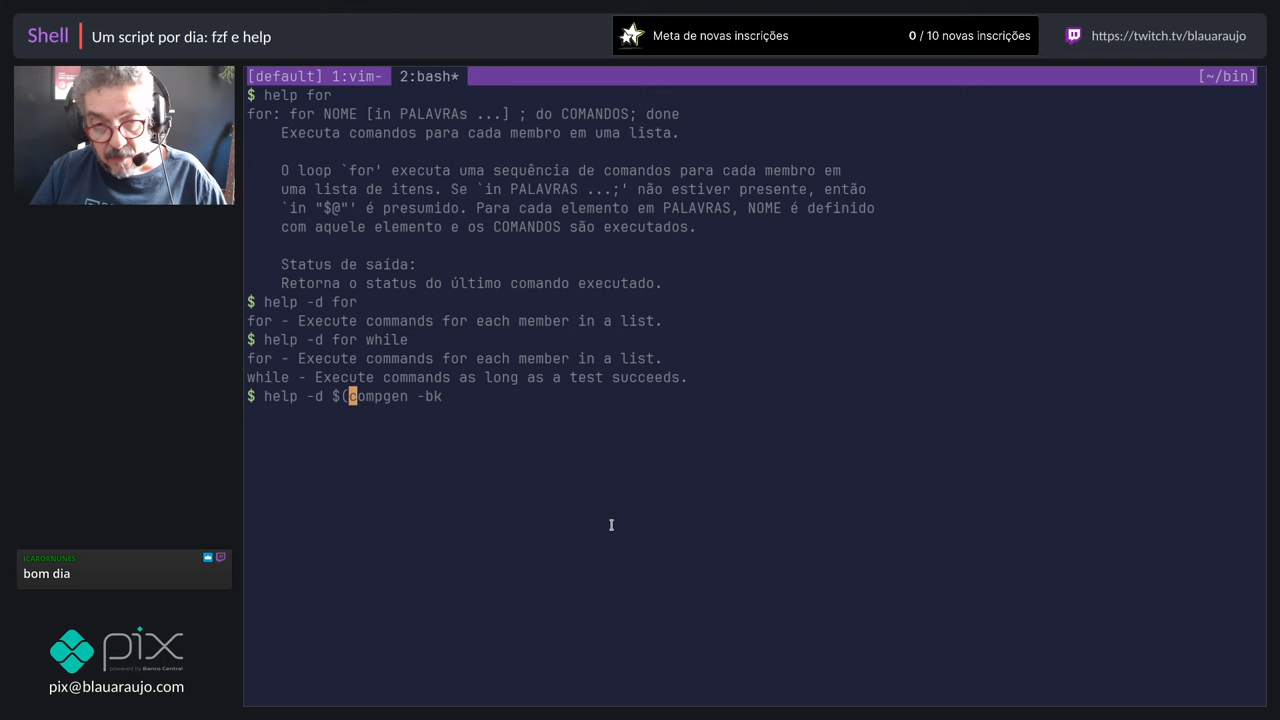 Shell | Um script por dia: fzf e help
Meta de novas inscrições
0 / 10 novas inscrições
https://twitch.tv/blauaraujo
[default] 1:vim- 2:bash* [~/bin]
$ help for
for: for NOME [in PALAVRAs ...] ; do COMANDOS; done
    Executa comandos para cada membro em uma lista.

    O loop `for' executa uma sequência de comandos para cada membro em
    uma lista de itens. Se `in PALAVRAS ...;' não estiver presente, então
    `in "$@"' é presumido. Para cada elemento em PALAVRAS, NOME é definido
    com aquele elemento e os COMANDOS são executados.

    Status de saída:
    Retorna o status do último comando executado.
$ help -d for
for - Execute commands for each member in a list.
$ help -d for while
for - Execute commands for each member in a list.
while - Execute commands as long as a test succeeds.
$ help -d $(compgen -bk
ICARORNUNES
bom dia
pix
powered by Banco Central
pix@blauaraujo.com